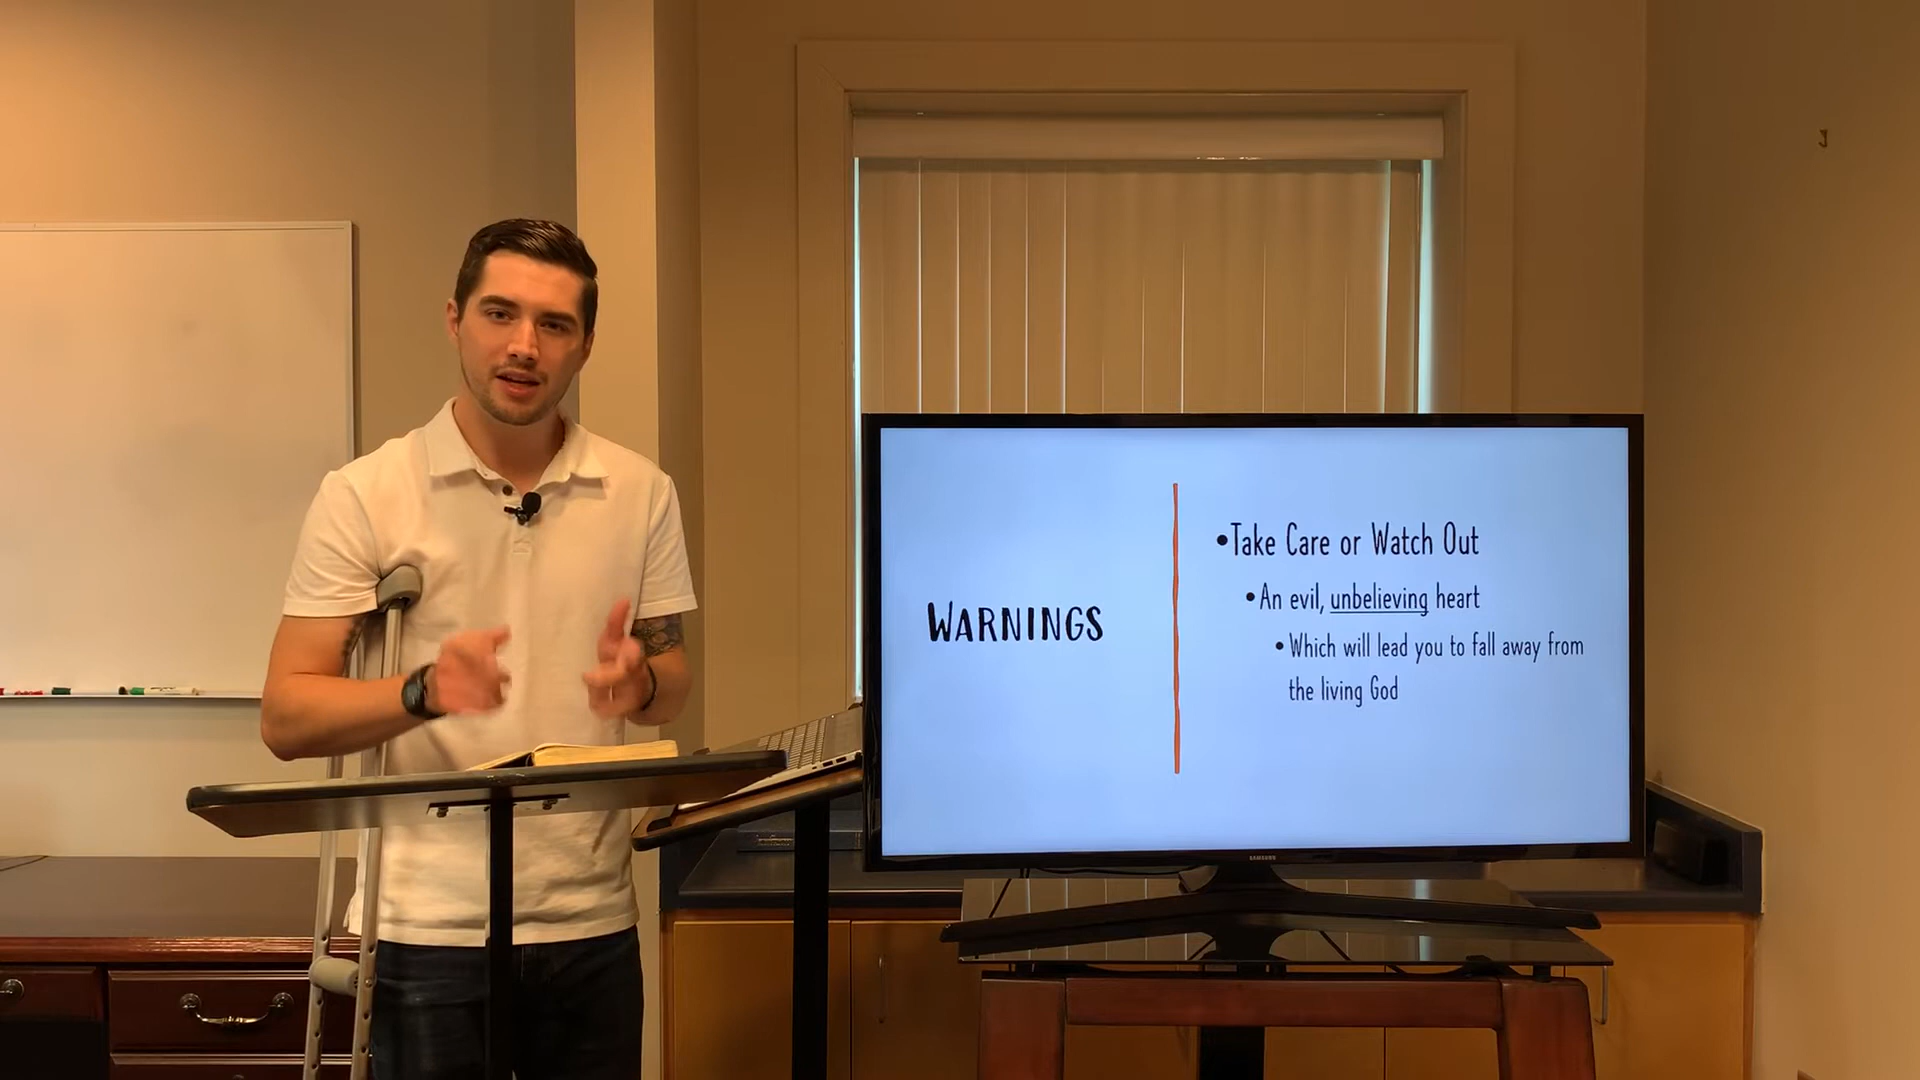 WARNINGS
•Take Care or Watch Out
•An evil, unbelieving heart
•Which will lead you to fall away from
the living God
SAMSUNG